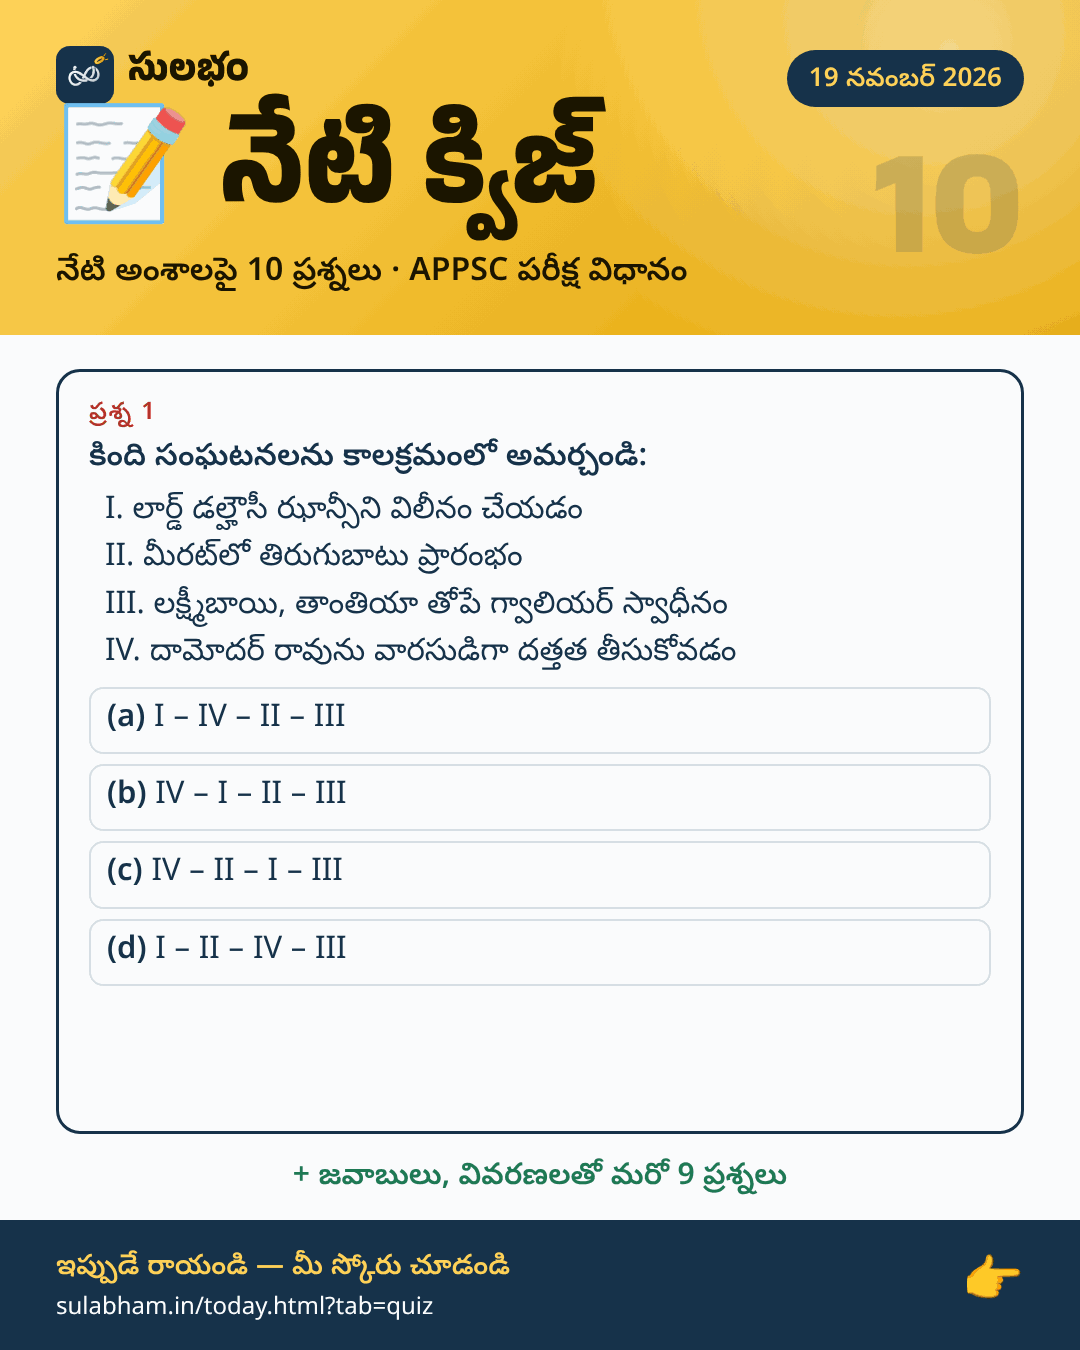 సులభం
19 నవంబర్ 2026
నేటి క్విజ్
10
నేటి అంశాలపై 10 ప్రశ్నలు · APPSC పరీక్ష విధానం
ప్రశ్న 1
కింది సంఘటనలను కాలక్రమంలో అమర్చండి:
I. లార్డ్ డల్హౌసీ ఝాన్సీని విలీనం చేయడం
II. మీరట్‌లో తిరుగుబాటు ప్రారంభం
III. లక్ష్మీబాయి, తాంతియా తోపే గ్వాలియర్ స్వాధీనం
IV. దామోదర్ రావును వారసుడిగా దత్తత తీసుకోవడం
(a) I – IV – II – III
(b) IV – I – II – III
(c) IV – II – I – III
(d) I – II – IV – III
+ జవాబులు, వివరణలతో మరో 9 ప్రశ్నలు
ఇప్పుడే రాయండి — మీ స్కోరు చూడండి
sulabham.in/today.html?tab=quiz